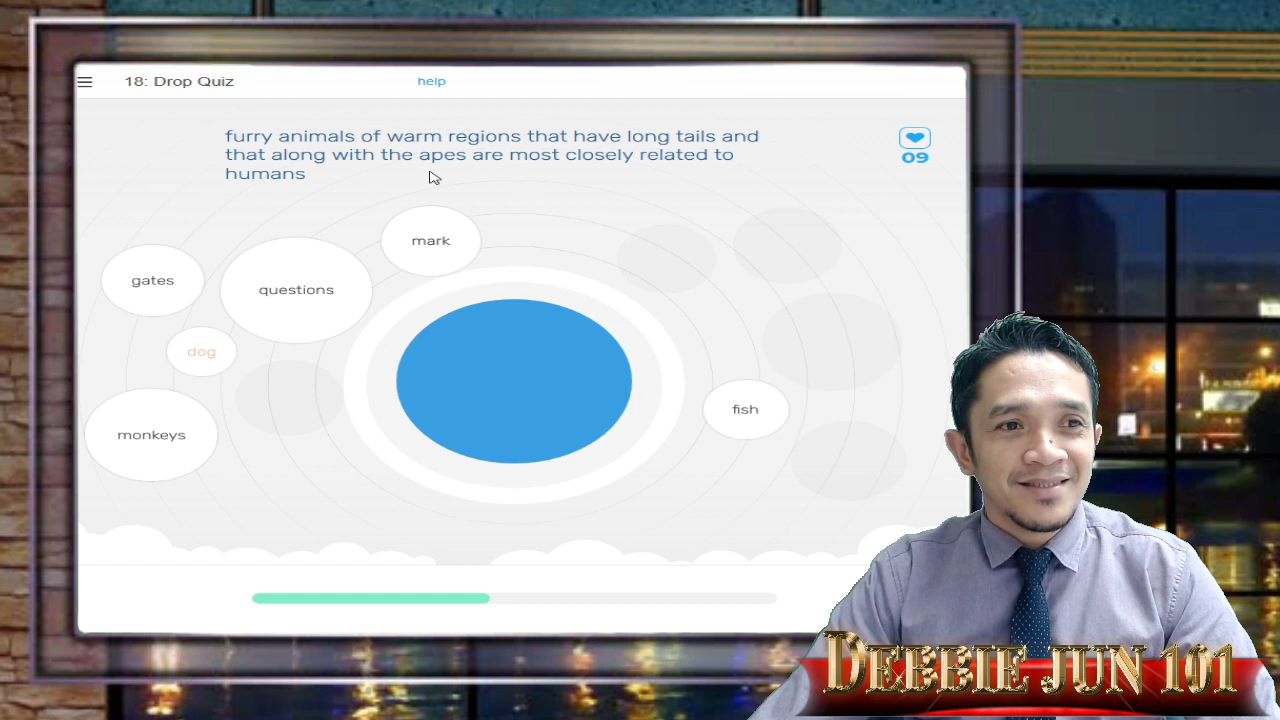 18: Drop Quiz
help
furry animals of warm regions that have long tails and
that along with the apes are most closely related to
humans
09
mark
gates
questions
dog
monkeys
fish
DEBBIE JUN 101